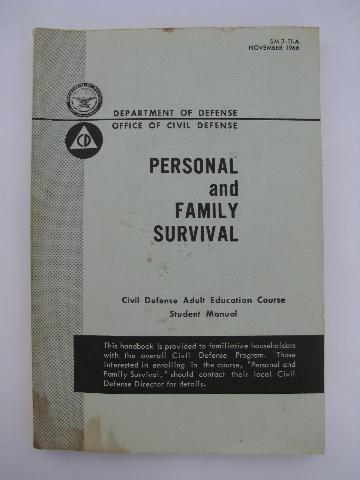 SM 3-11-A
NOVEMBER 1966
DEPARTMENT OF DEFENSE
OFFICE OF CIVIL DEFENSE
CD
PERSONAL
and
FAMILY
SURVIVAL
Civil Defense Adult Education Course
Student Manual
This handbook is provided to familiarize householders
with the overall Civil Defense Program. Those
interested in enrolling in the course, "Personal and
Family Survival," should contact their local Civil
Defense Director for details.